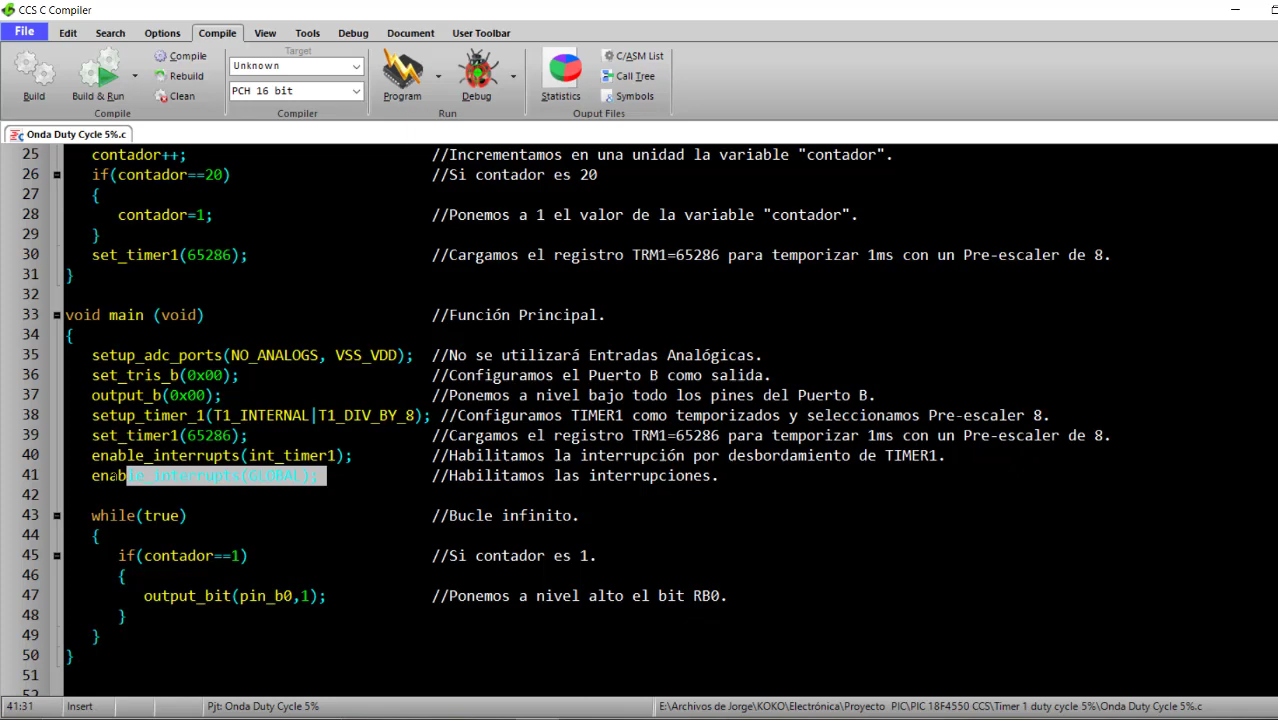 CCS C Compiler
File Edit Search Options Compile View Tools Debug Document User Toolbar
Build
Build & Run
Compile
Rebuild
Clean
Compile
Target
Unknown
PCH 16 bit
Compiler
Program
Debug
Run
Statistics
C/ASM List
Call Tree
Symbols
Ouput Files
Onda Duty Cycle 5%.c
25 contador++; //Incrementamos en una unidad la variable "contador".
26 if(contador==20) //Si contador es 20
27 {
28 contador=1; //Ponemos a 1 el valor de la variable "contador".
29 }
30 set_timer1(65286); //Cargamos el registro TRM1=65286 para temporizar 1ms con un Pre-escaler de 8.
31 }
32
33 void main (void) //Función Principal.
34 {
35 setup_adc_ports(NO_ANALOGS, VSS_VDD); //No se utilizará Entradas Analógicas.
36 set_tris_b(0x00); //Configuramos el Puerto B como salida.
37 output_b(0x00); //Ponemos a nivel bajo todo los pines del Puerto B.
38 setup_timer_1(T1_INTERNAL|T1_DIV_BY_8); //Configuramos TIMER1 como temporizados y seleccionamos Pre-escaler 8.
39 set_timer1(65286); //Cargamos el registro TRM1=65286 para temporizar 1ms con un Pre-escaler de 8.
40 enable_interrupts(int_timer1); //Habilitamos la interrupción por desbordamiento de TIMER1.
41 enable_interrupts(GLOBAL); //Habilitamos las interrupciones.
42
43 while(true) //Bucle infinito.
44 {
45 if(contador==1) //Si contador es 1.
46 {
47 output_bit(pin_b0,1); //Ponemos a nivel alto el bit RB0.
48 }
49 }
50 }
51
52
41:31 Insert Pjt: Onda Duty Cycle 5% E:\Archivos de Jorge\KOKO\Electrónica\Proyecto PIC\PIC 18F4550 CCS\Timer 1 duty cycle 5%\Onda Duty Cycle 5%.c